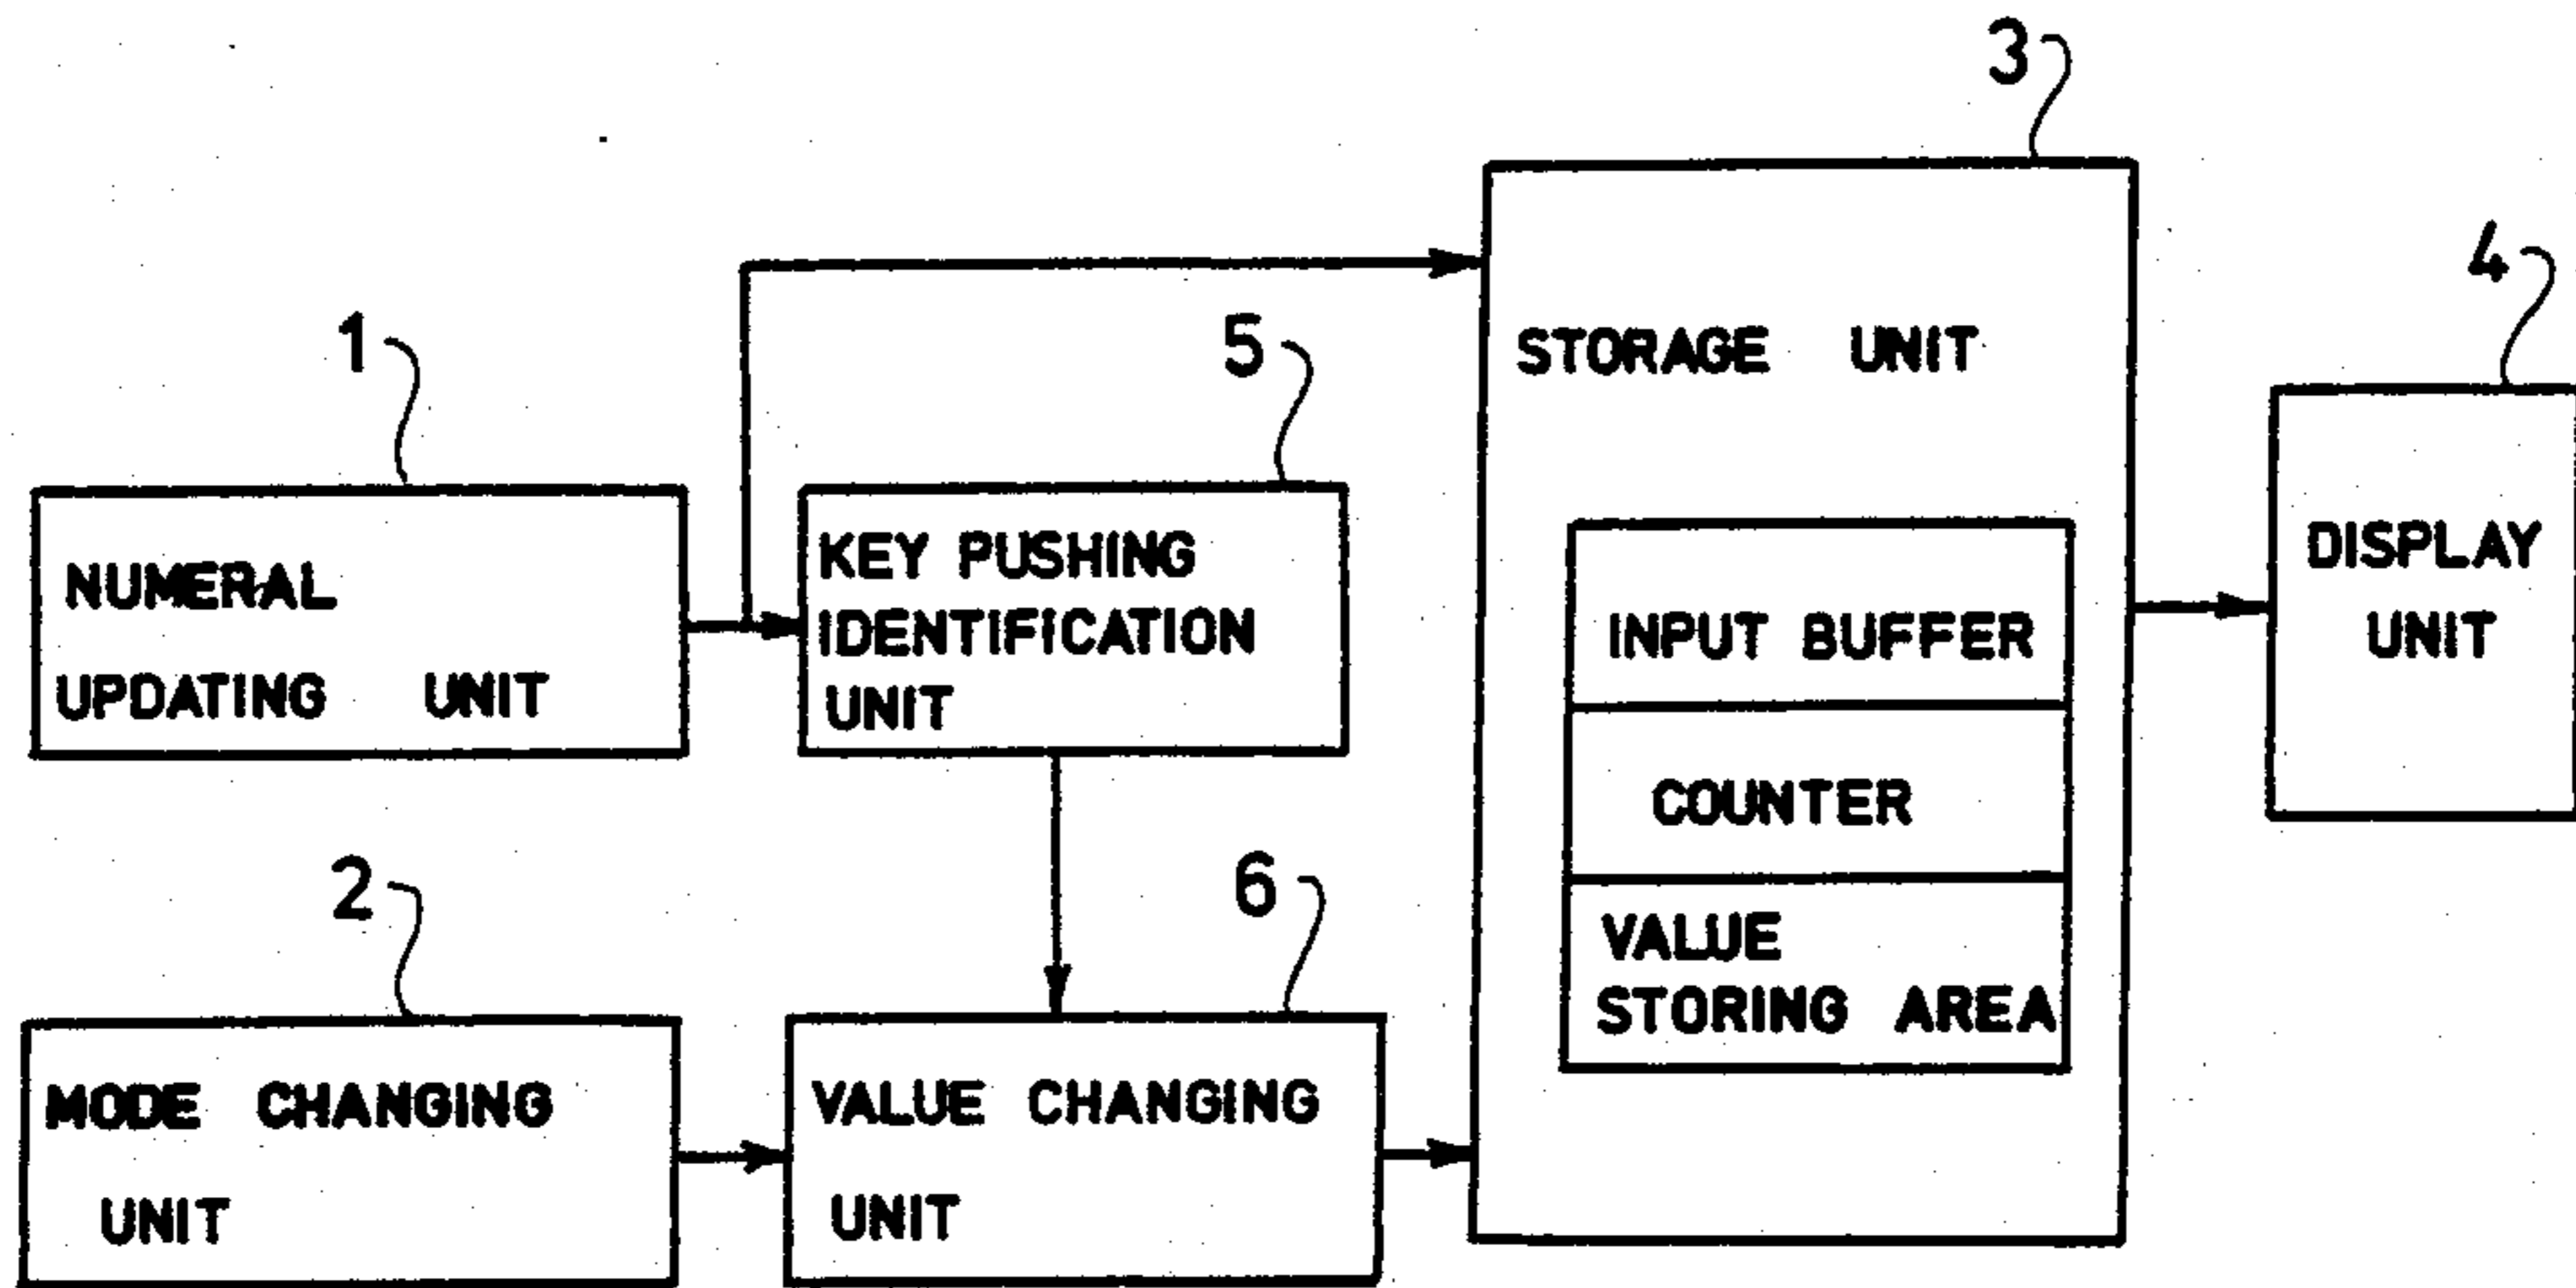 3
STORAGE UNIT
4
1
5
NUMERAL
UPDATING UNIT
KEY PUSHING
IDENTIFICATION
UNIT
INPUT BUFFER
COUNTER
VALUE
STORING AREA
DISPLAY
UNIT
2
6
MODE CHANGING
UNIT
VALUE CHANGING
UNIT